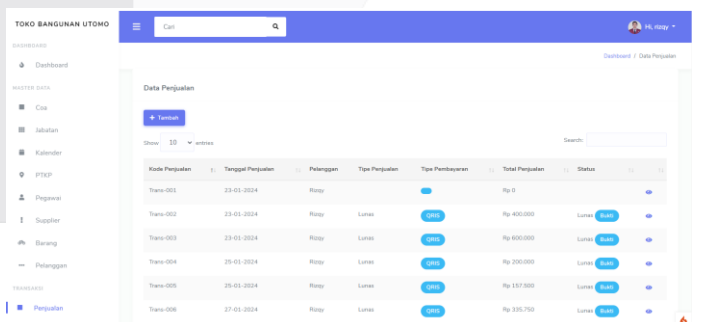 TOKO BANGUNAN UTOMO
Cari
Hi, rizqy
DASHBOARD
Dashboard
MASTER DATA
Coa
Jabatan
Kalender
PTKP
Pegawai
Supplier
Barang
Pelanggan
TRANSAKSI
Penjualan
Dashboard / Data Penjualan
Data Penjualan
+ Tambah
Show 10 entries
Search:
Kode Penjualan Tanggal Penjualan Pelanggan Tipe Penjualan Tipe Pembayaran Total Penjualan Status
Trans-001 23-01-2024 Rizqy Rp 0
Trans-002 23-01-2024 Rizqy Lunas QRIS Rp 400.000 Lunas Bukti
Trans-003 23-01-2024 Rizqy Lunas QRIS Rp 600.000 Lunas Bukti
Trans-004 25-01-2024 Rizqy Lunas QRIS Rp 200.000 Lunas Bukti
Trans-005 25-01-2024 Rizqy Lunas QRIS Rp 157.500 Lunas Bukti
Trans-006 27-01-2024 Rizqy Lunas QRIS Rp 335.750 Lunas Bukti